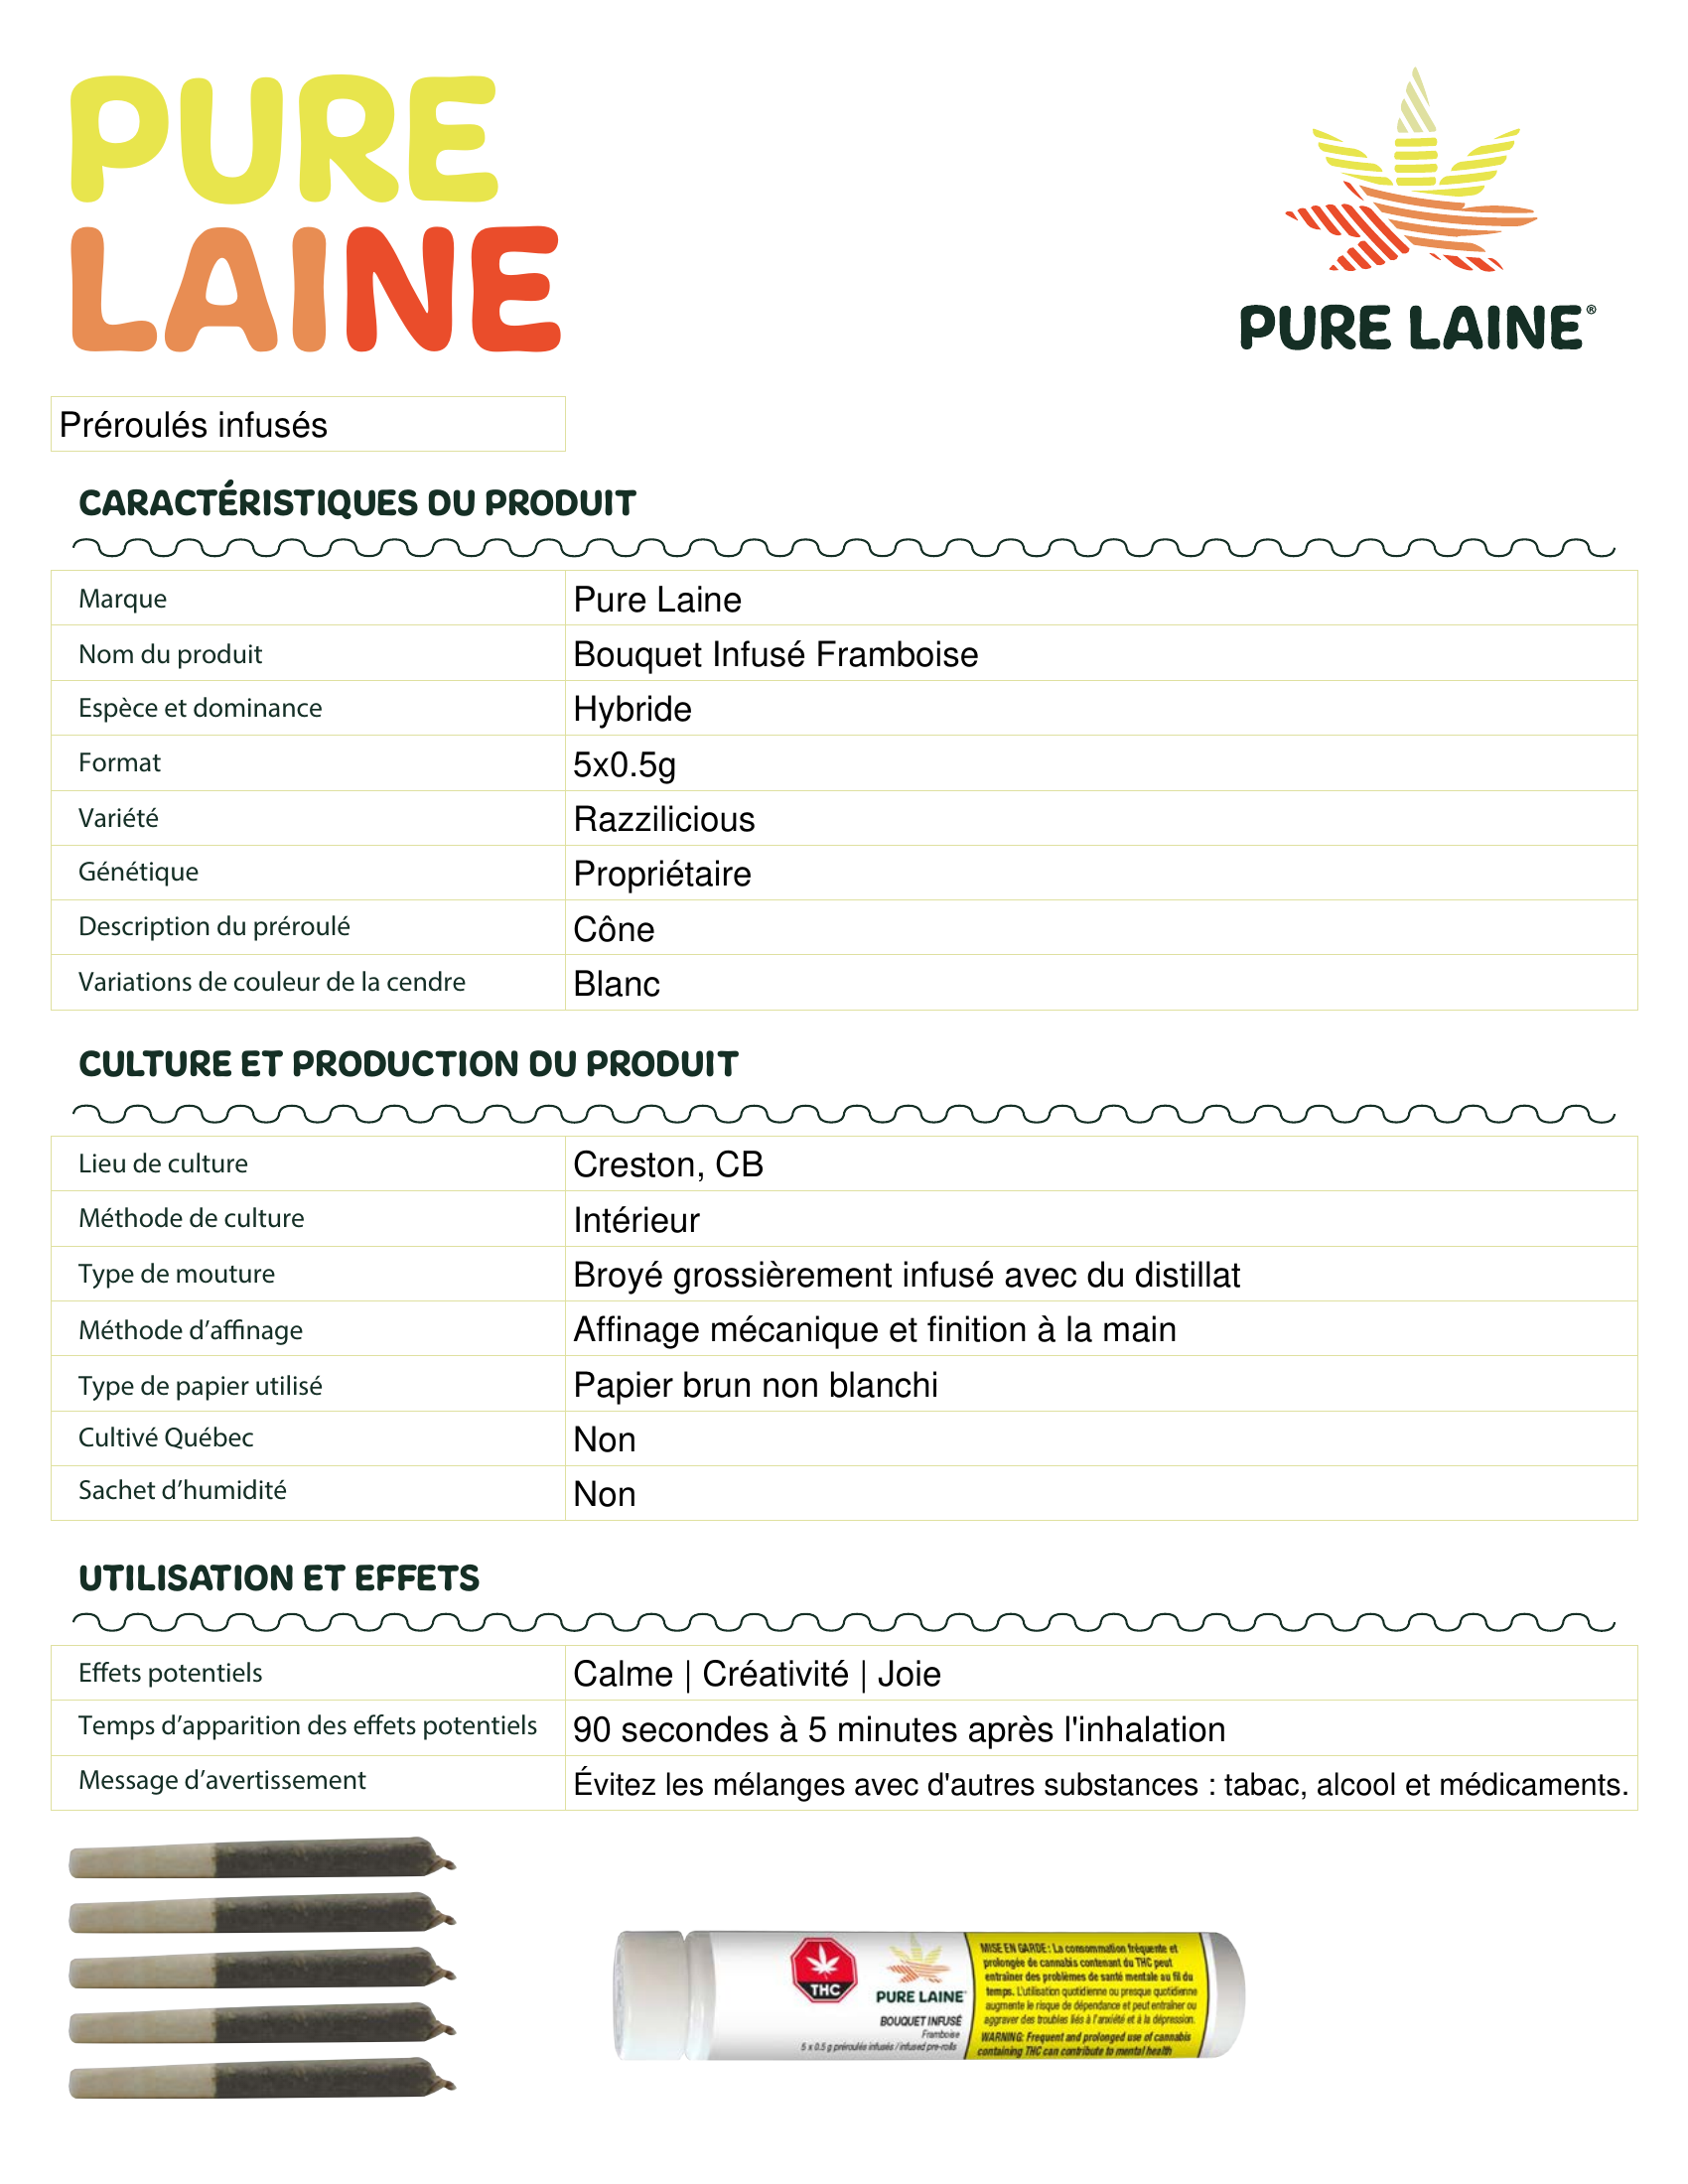 PURE
LAINE
PURE LAINE®
Préroulés infusés
CARACTÉRISTIQUES DU PRODUIT
Marque Pure Laine
Nom du produit Bouquet Infusé Framboise
Espèce et dominance Hybride
Format 5x0.5g
Variété Razzilicious
Génétique Propriétaire
Description du préroulé Cône
Variations de couleur de la cendre Blanc
CULTURE ET PRODUCTION DU PRODUIT
Lieu de culture Creston, CB
Méthode de culture Intérieur
Type de mouture Broyé grossièrement infusé avec du distillat
Méthode d’affinage Affinage mécanique et finition à la main
Type de papier utilisé Papier brun non blanchi
Cultivé Québec Non
Sachet d’humidité Non
UTILISATION ET EFFETS
Effets potentiels Calme | Créativité | Joie
Temps d’apparition des effets potentiels 90 secondes à 5 minutes après l'inhalation
Message d’avertissement Évitez les mélanges avec d'autres substances : tabac, alcool et médicaments.
THC
PURE LAINE
BOUQUET INFUSÉ
Framboise
5 x 0.5 g préroulés infusés / infused pre-rolls
MISE EN GARDE : La consommation fréquente et
prolongée de cannabis contenant du THC peut
entraîner des problèmes de santé mentale au fil du
temps. L'utilisation quotidienne ou presque quotidienne
augmente le risque de dépendance et peut entraîner ou
aggraver des troubles liés à l'anxiété et à la dépression.
WARNING: Frequent and prolonged use of cannabis
containing THC can contribute to mental health